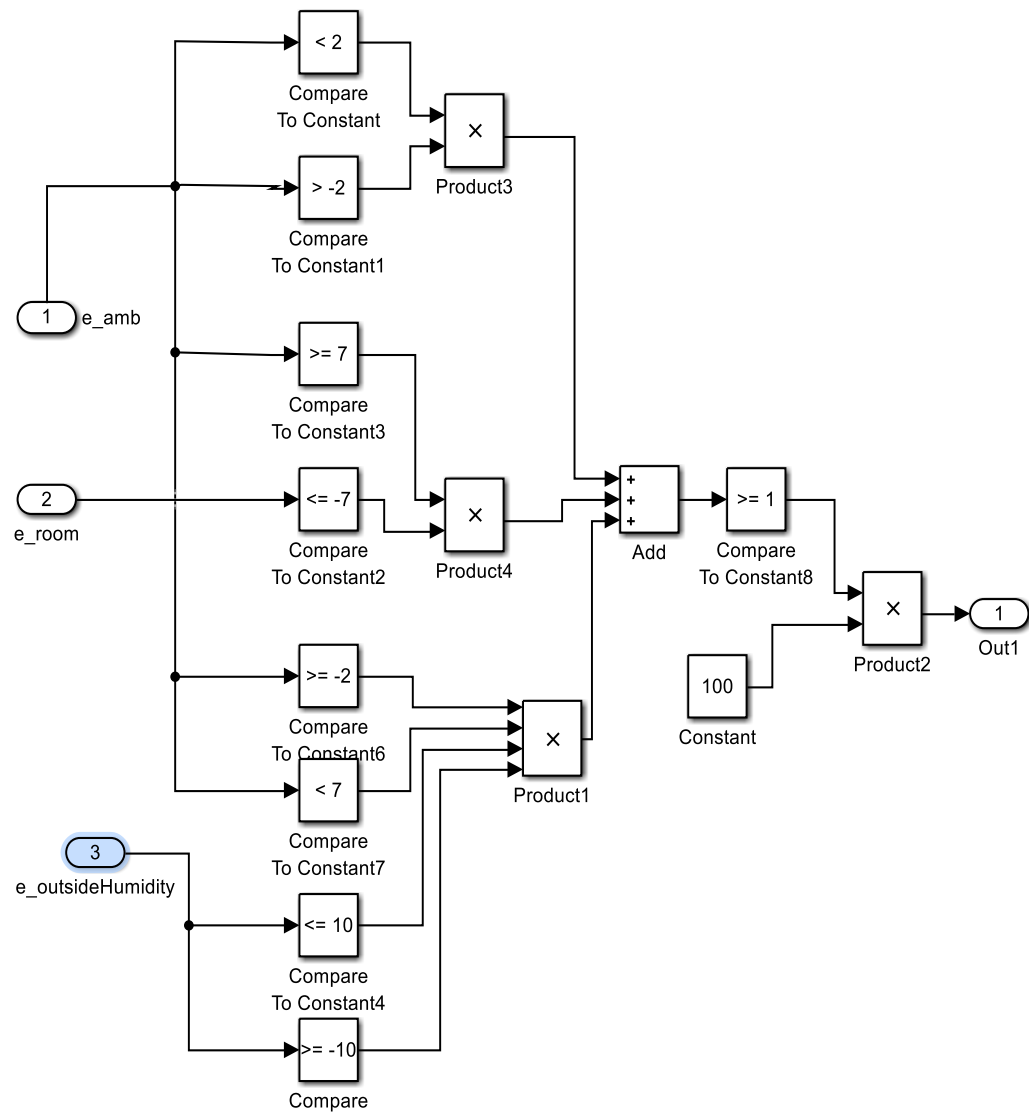 < 2
Compare
To Constant
×
Product3
> -2
Compare
To Constant1
1
e_amb
>= 7
Compare
To Constant3
2
e_room
<= -7
Compare
To Constant2
×
Product4
+
+
+
Add
>= 1
Compare
To Constant8
×
Product2
1
Out1
100
Constant
>= -2
Compare
To Constant6
×
Product1
< 7
Compare
To Constant7
3
e_outsideHumidity
<= 10
Compare
To Constant4
>= -10
Compare